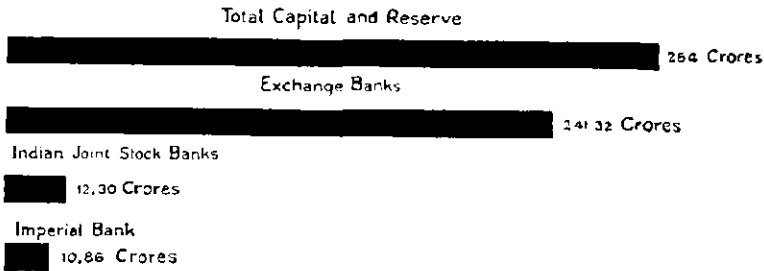 Total Capital and Reserve
264 Crores
Exchange Banks
241 32 Crores
Indian Joint Stock Banks
12.30 Crores
Imperial Bank
10.86 Crores